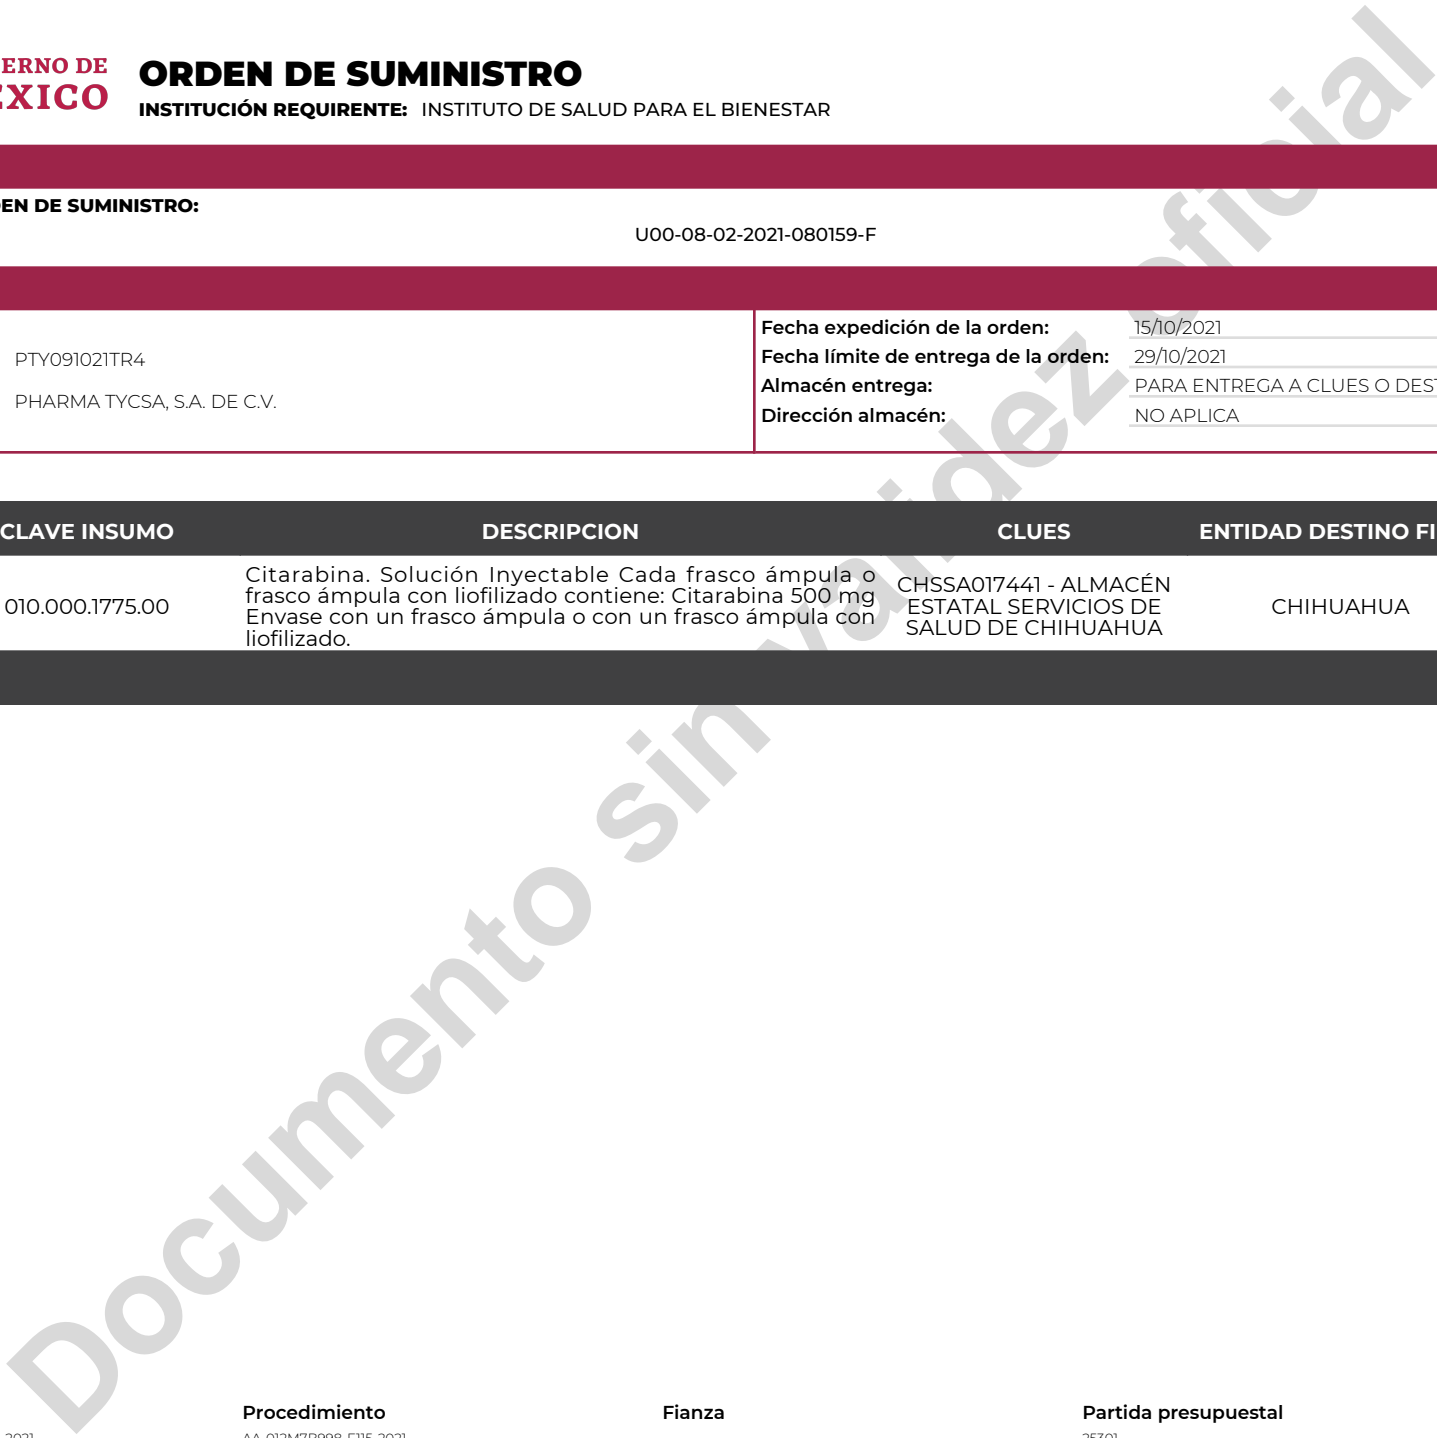 ERNO DE
EXICO
ORDEN DE SUMINISTRO
INSTITUCIÓN REQUIRENTE: INSTITUTO DE SALUD PARA EL BIENESTAR
EN DE SUMINISTRO:
U00-08-02-2021-080159-F
PTY091021TR4
PHARMA TYCSA, S.A. DE C.V.
Fecha expedición de la orden: 15/10/2021
Fecha límite de entrega de la orden: 29/10/2021
Almacén entrega: PARA ENTREGA A CLUES O DEST
Dirección almacén: NO APLICA
CLAVE INSUMO DESCRIPCION CLUES ENTIDAD DESTINO FI
010.000.1775.00
Citarabina. Solución Inyectable Cada frasco ámpula o
frasco ámpula con liofilizado contiene: Citarabina 500 mg
Envase con un frasco ámpula o con un frasco ámpula con
liofilizado.
CHSSA017441 - ALMACÉN
ESTATAL SERVICIOS DE
SALUD DE CHIHUAHUA
CHIHUAHUA
Documento sin validez oficial
Procedimiento Fianza Partida presupuestal